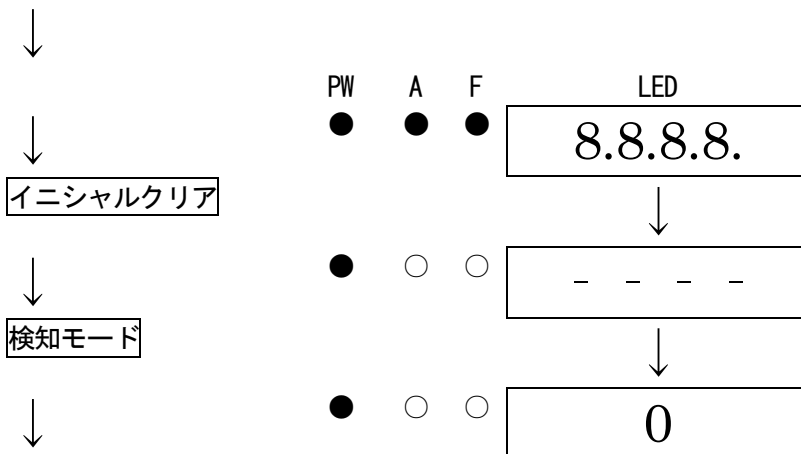 PW A F LED
● ● ● 8.8.8.8.
イニシャルクリア
● ○ ○ - - - -
検知モード
● ○ ○ 0